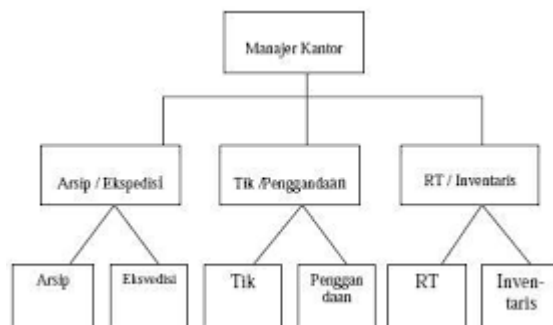 Manajer Kantor
Arsip / Ekspedisi
Tik /Penggandaan
RT / Inventaris
Arsip
Eksvedisi
Tik
Penggan
daan
RT
Inven-
taris